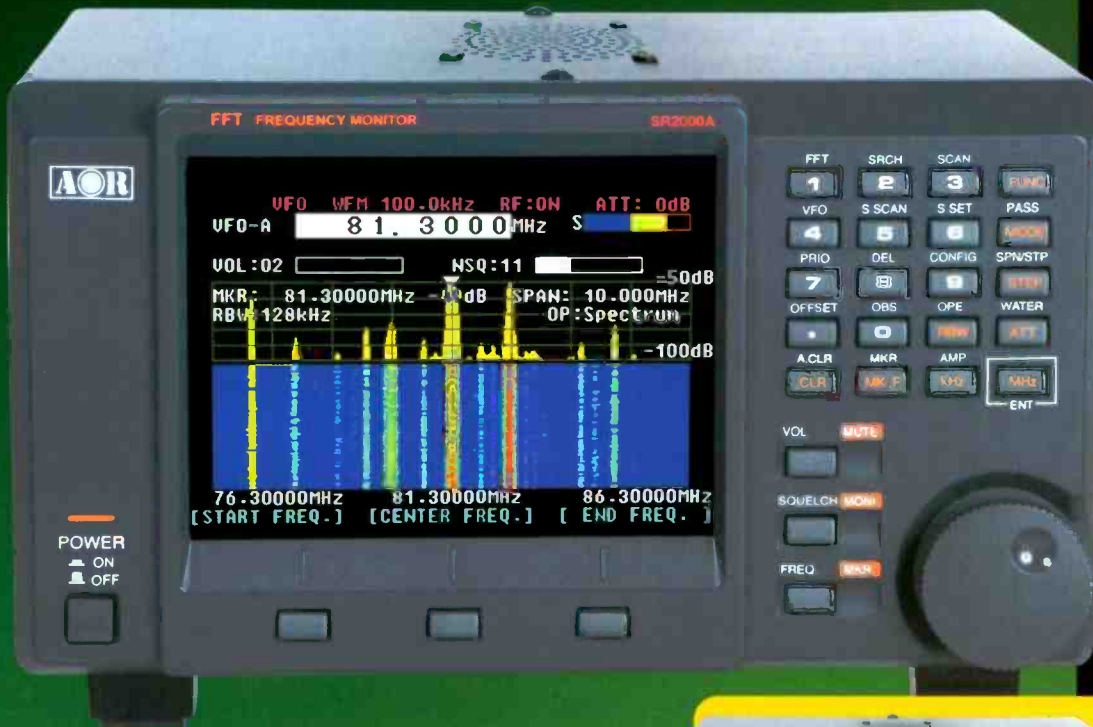 FFT FREQUENCY MONITOR SR2000A
AOR
VFO WFM 100.0kHz RF:ON ATT: 0dB
VFO-A 81.3000MHz S
VOL:02 NSQ:11
-50dB
MKR: 81.30000MHz dB SPAN: 10.000MHz
RBW:128kHz OP:Spectrum
-100dB
76.30000MHz 81.30000MHz 86.30000MHz
[START FREQ.] [CENTER FREQ.] [ END FREQ. ]
POWER
ON
OFF
FFT SRCH SCAN
1 2 3 FUNC
VFO S SCAN S SET PASS
4 5 6 MODE
PRIO DEL CONFIG SPN/STP
7 8 9 STEP
OFFSET OBS OPE WATER
. 0 RBW ATT
A.CLR MKR AMP
CLR MK.F kHz MHz
ENT
VOL MUTE
SQUELCH MONI
FREQ MKR